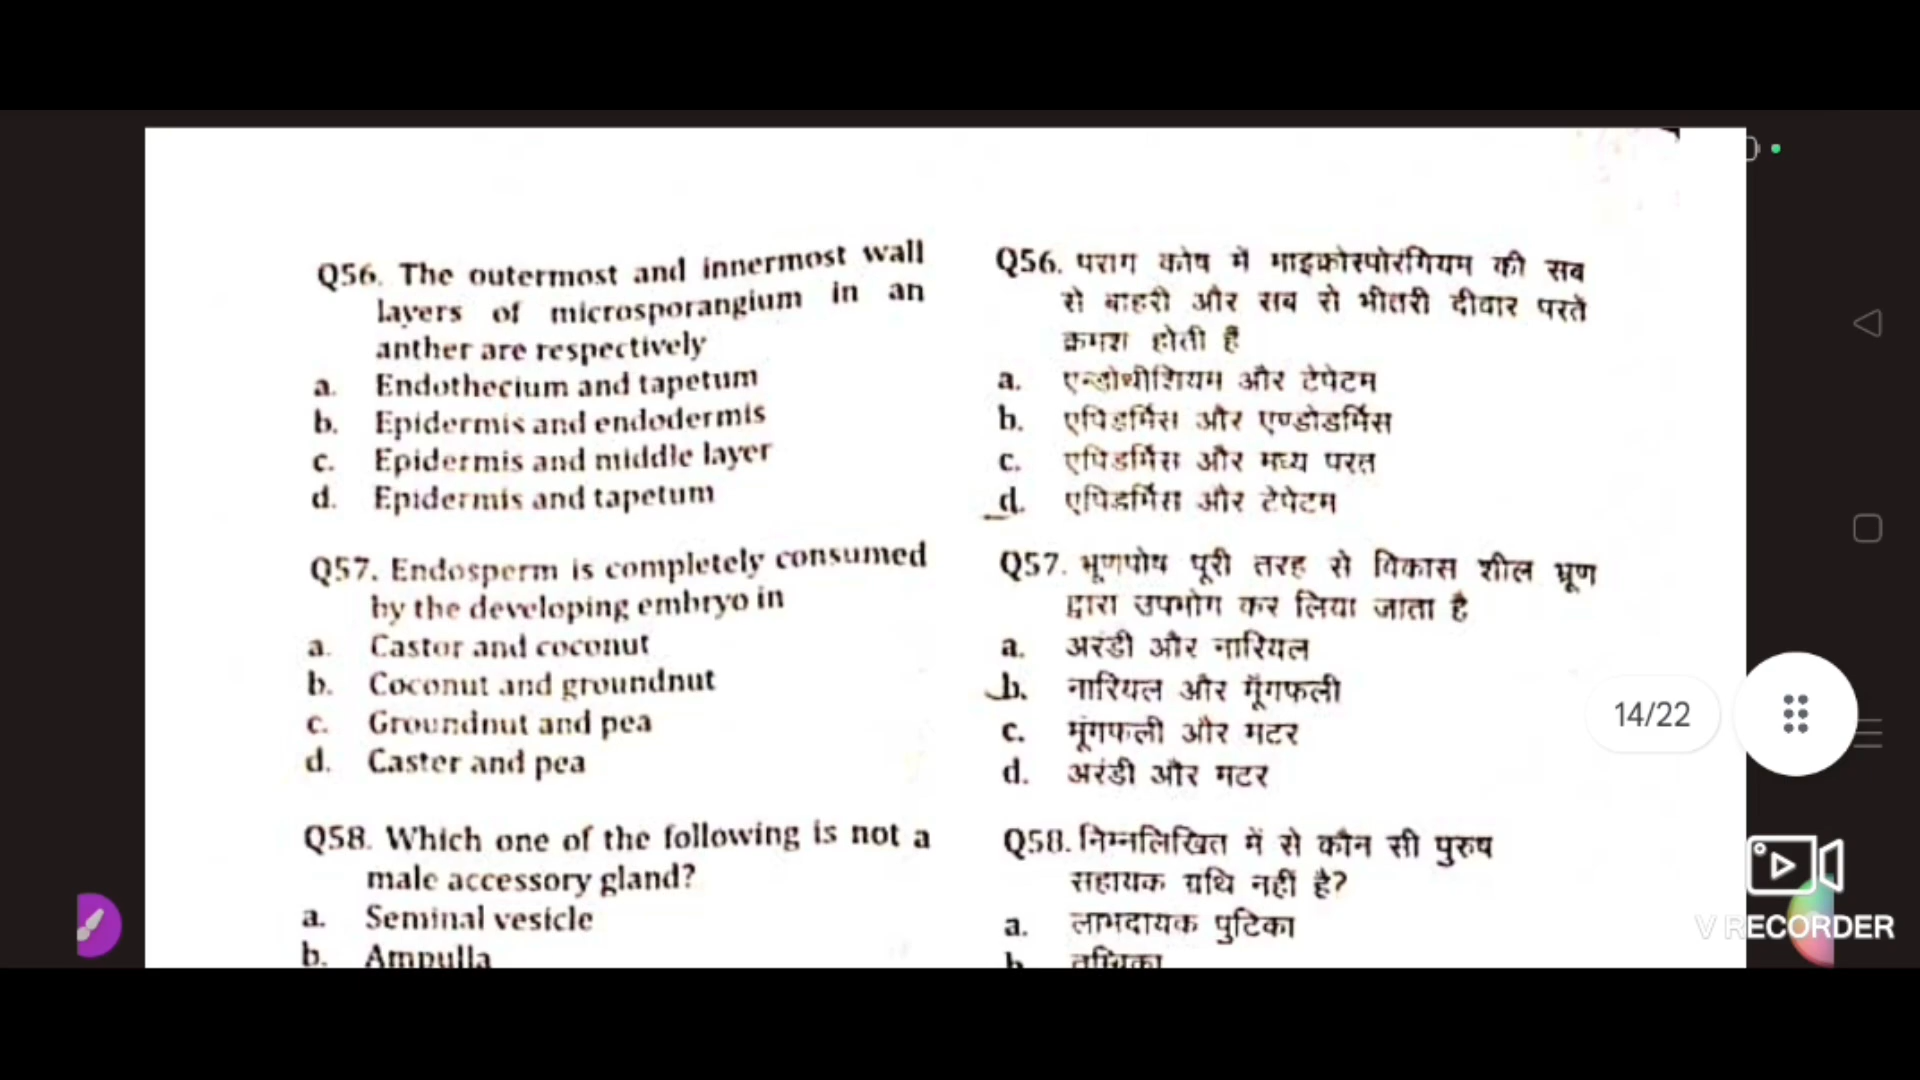 Q56. The outermost and innermost wall
layers of microsporangium in an
anther are respectively
a. Endothecium and tapetum
b. Epidermis and endodermis
c. Epidermis and middle layer
d. Epidermis and tapetum
Q57. Endosperm is completely consumed
by the developing embryo in
a. Castor and coconut
b. Coconut and groundnut
c. Groundnut and pea
d. Caster and pea
Q58. Which one of the following is not a
male accessory gland?
a. Seminal vesicle
b. Ampulla
Q56. पराग कोष में माइक्रोस्पोरंगियम की सब
से बाहरी और सब से भीतरी दीवार परते
क्रमश होती हैं
a. एन्डोथीशियम और टेपेटम
b. एपिडर्मिस और एण्डोडर्मिस
c. एपिडर्मिस और मध्य परत
d. एपिडर्मिस और टेपेटम
Q57. भूणपोष पूरी तरह से विकास शील भ्रूण
द्वारा उपभोग कर लिया जाता है
a. अरंडी और नारियल
b. नारियल और मूँगफली
c. मूंगफली और मटर
d. अरंडी और मटर
Q58. निम्नलिखित में से कौन सी पुरुष
सहायक ग्रथि नहीं है?
a. लाभदायक पुटिका
b.
14/22
V RECORDER